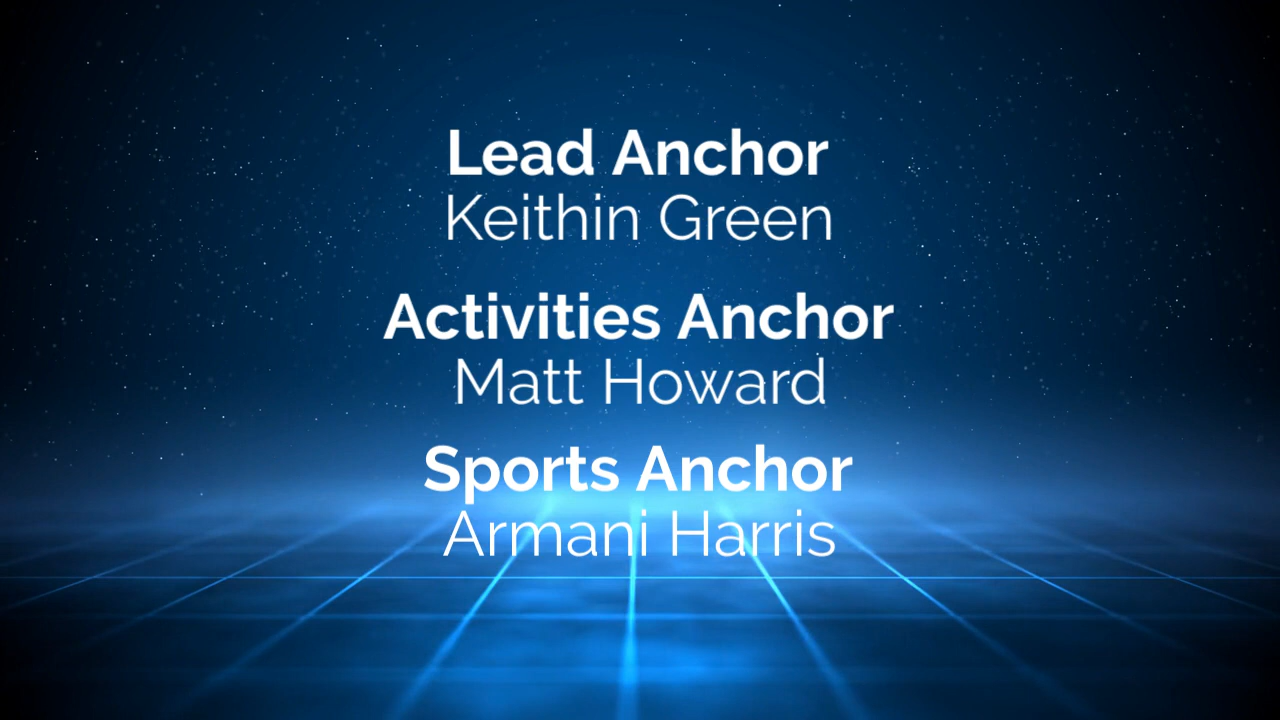 Lead Anchor
Keithin Green
Activities Anchor
Matt Howard
Sports Anchor
Armani Harris